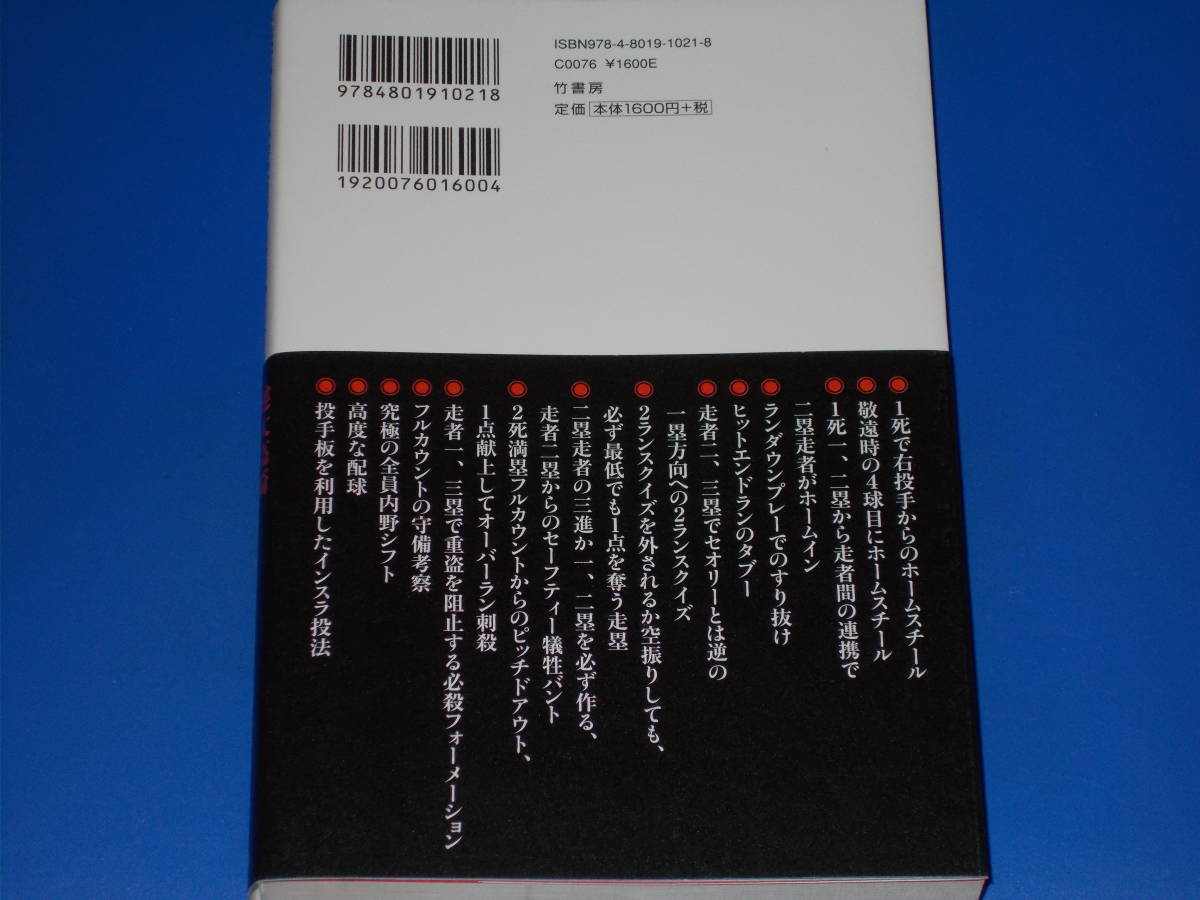 9784801910218
1920076016004
ISBN978-4-8019-1021-8
C0076 ¥1600E
竹書房
定価 本体1600円+税
◉1死で右投手からのホームスチール
◉敬遠時の4球目にホームスチール
◉1死一、二塁から走者間の連携で
二塁走者がホームイン
◉ランダウンプレーでのすり抜け
◉ヒットエンドランのタブー
◉走者二、三塁でセオリーとは逆の
一塁方向への2ランスクイズ
◉2ランスクイズを外されるか空振りしても、
必ず最低でも1点を奪う走塁
◉二塁走者の三進か一、二塁を必ず作る、
走者二塁からのセーフティー犠牲バント
◉2死満塁フルカウントからのピッチドアウト、
1点献上してオーバーラン刺殺
◉走者一、三塁で重盗を阻止する必殺フォーメーション
◉フルカウントの守備考察
◉究極の全員内野シフト
◉高度な配球
◉投手板を利用したインスラ投法